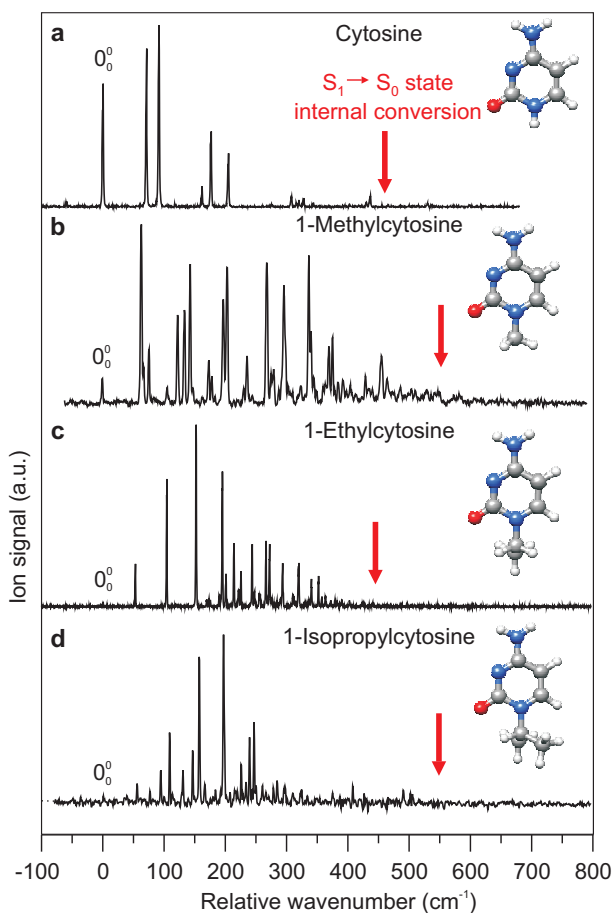 a
Cytosine
0⁰₀
S₁ → S₀ state
internal conversion
b
1-Methylcytosine
0⁰₀
c
1-Ethylcytosine
0⁰₀
d
1-Isopropylcytosine
0⁰₀
Ion signal (a.u.)
-100 0 100 200 300 400 500 600 700 800
Relative wavenumber (cm⁻¹)